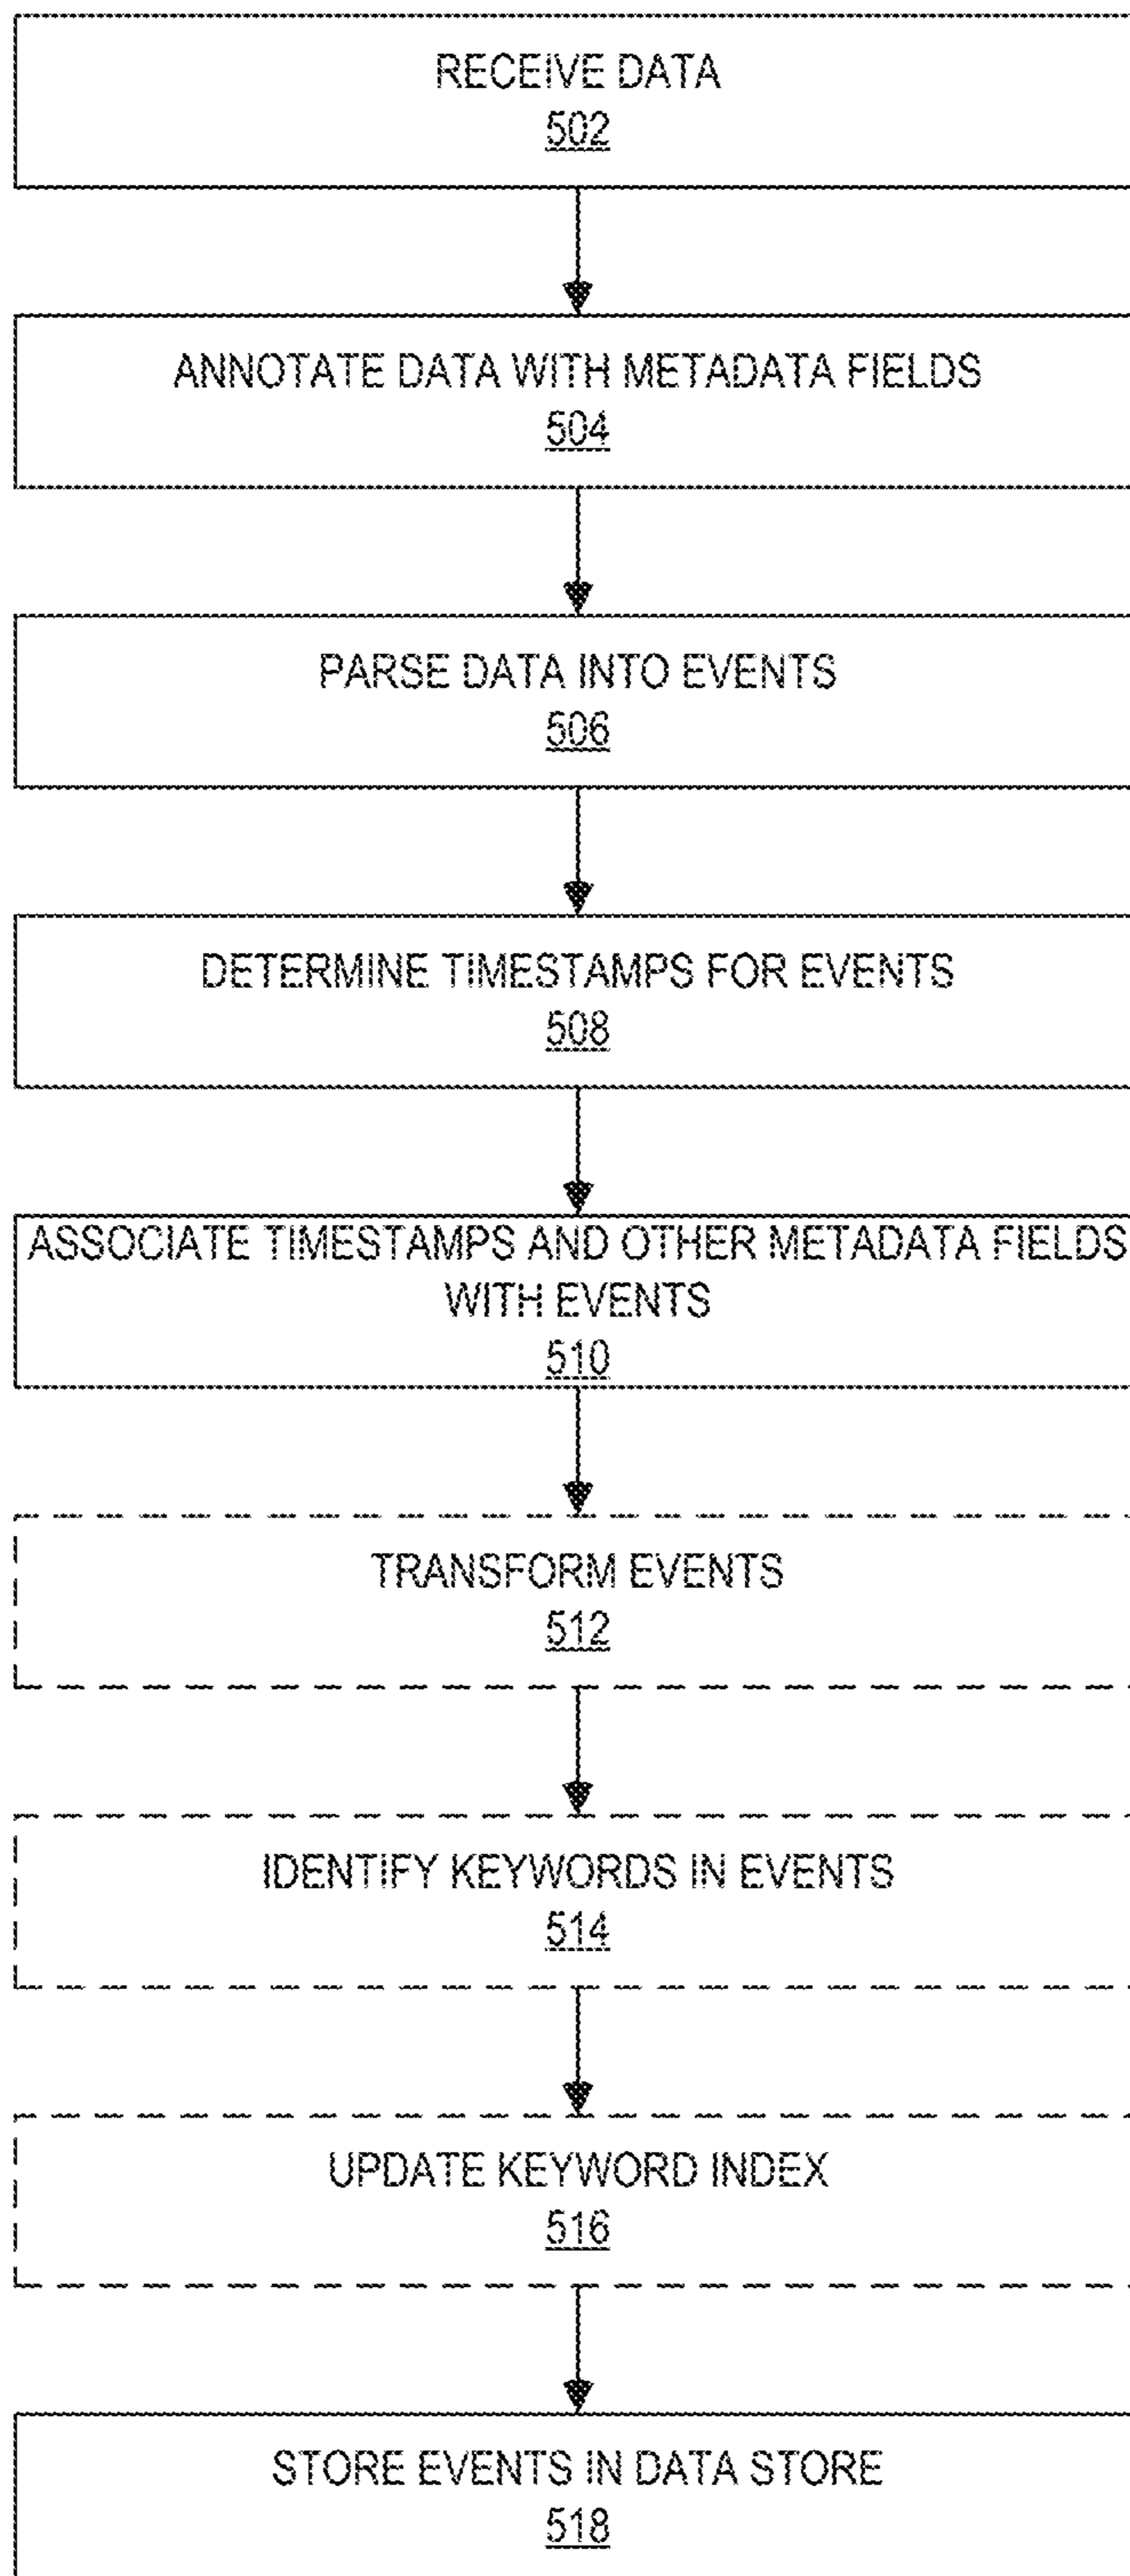 RECEIVE DATA
502
ANNOTATE DATA WITH METADATA FIELDS
504
PARSE DATA INTO EVENTS
506
DETERMINE TIMESTAMPS FOR EVENTS
508
ASSOCIATE TIMESTAMPS AND OTHER METADATA FIELDS
WITH EVENTS
510
TRANSFORM EVENTS
512
IDENTIFY KEYWORDS IN EVENTS
514
UPDATE KEYWORD INDEX
516
STORE EVENTS IN DATA STORE
518